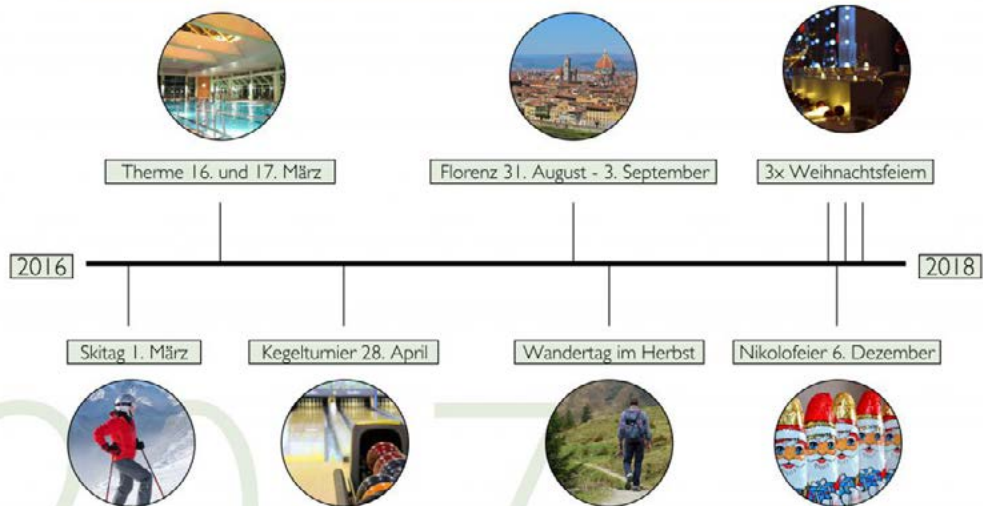 Therme 16. und 17. März
Florenz 31. August - 3. September
3x Weihnachtsfeiern
2016
2018
Skitag 1. März
Kegelturnier 28. April
Wandertag im Herbst
Nikolofeier 6. Dezember
2017